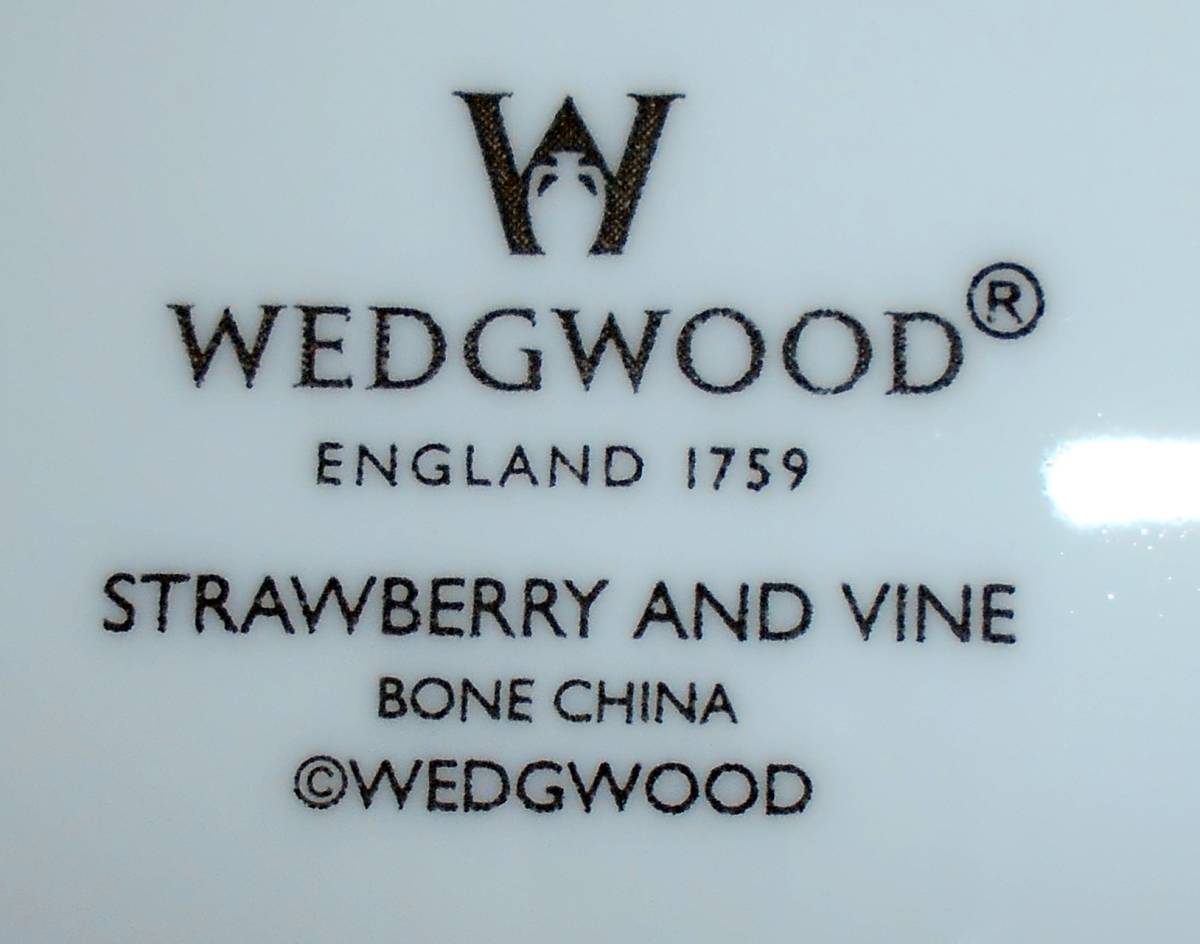 W
WEDGWOOD®
ENGLAND 1759
STRAWBERRY AND VINE
BONE CHINA
©WEDGWOOD